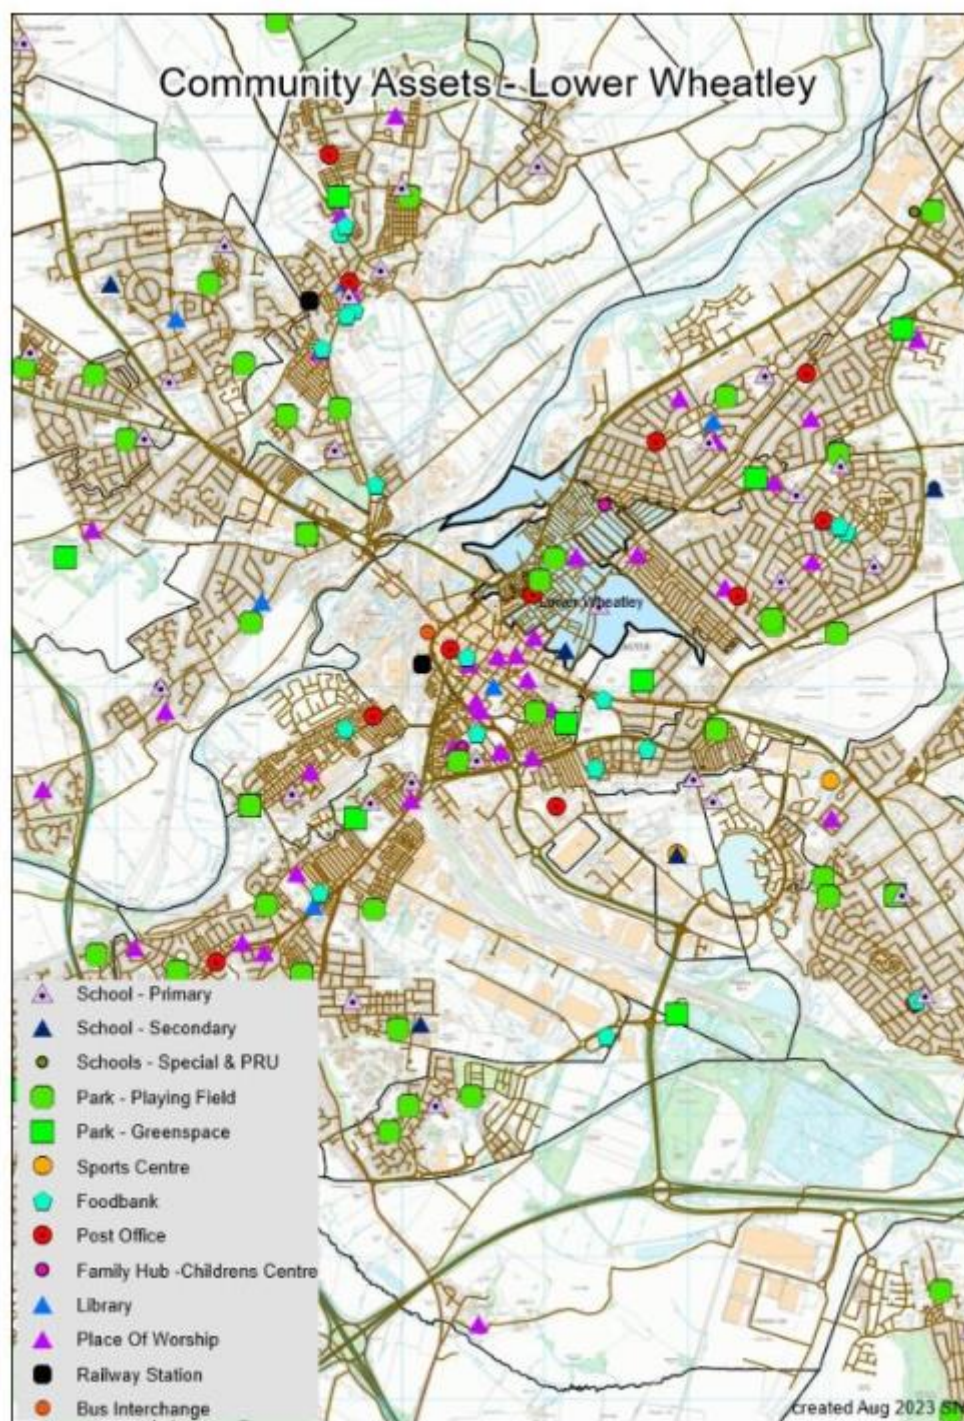 Community Assets - Lower Wheatley
Lower Wheatley
School - Primary
School - Secondary
Schools - Special & PRU
Park - Playing Field
Park - Greenspace
Sports Centre
Foodbank
Post Office
Family Hub -Childrens Centre
Library
Place Of Worship
Railway Station
Bus Interchange
created Aug 2023